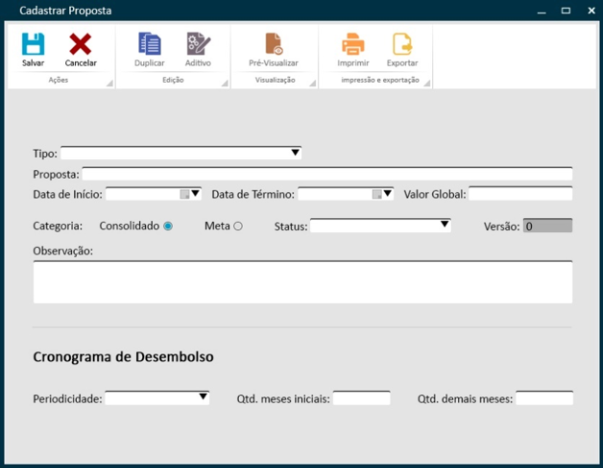 Cadastrar Proposta
Salvar Cancelar Duplicar Aditivo Pré-Visualizar Imprimir Exportar
Ações Edição Visualização impressão e exportação
Tipo:
Proposta:
Data de Início: Data de Término: Valor Global:
Categoria: Consolidado Meta Status: Versão: 0
Observação:
Cronograma de Desembolso
Periodicidade: Qtd. meses iniciais: Qtd. demais meses: